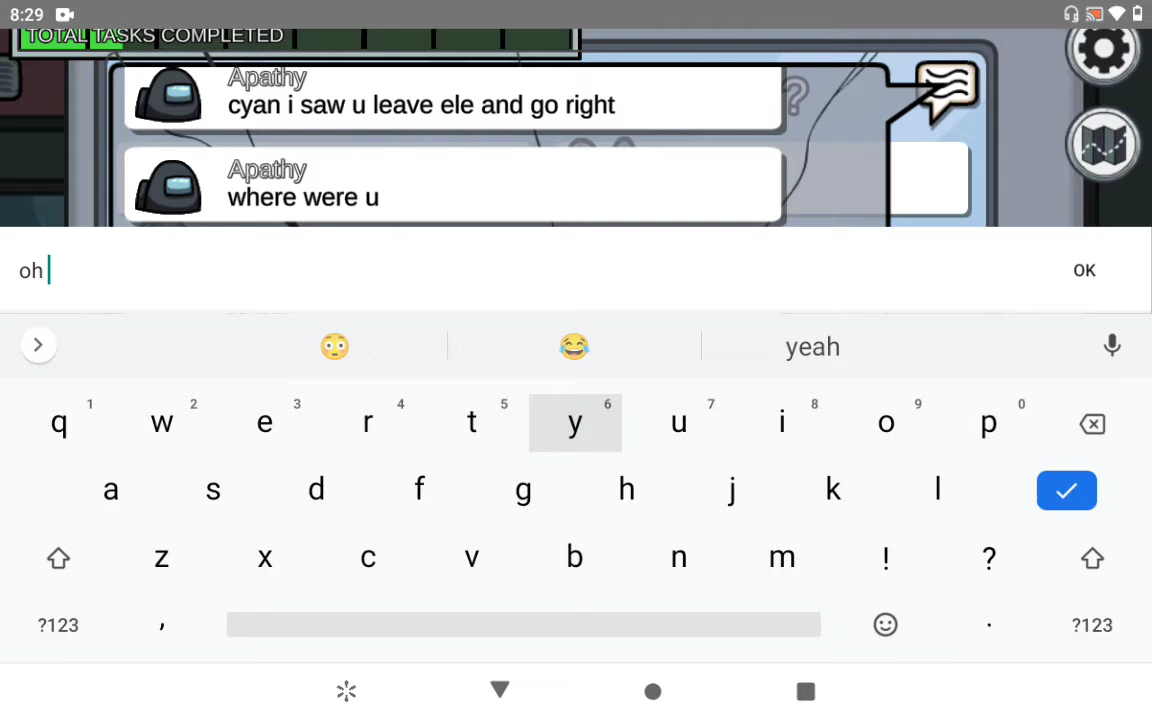 8:29
TOTAL TASKS COMPLETED
Apathy
cyan i saw u leave ele and go right
?
Apathy
where were u
oh
OK
😳 😂 yeah
q 1 w 2 e 3 r 4 t 5 y 6 u 7 i 8 o 9 p 0
a s d f g h j k l
z x c v b n m ! ?
?123 , . ?123